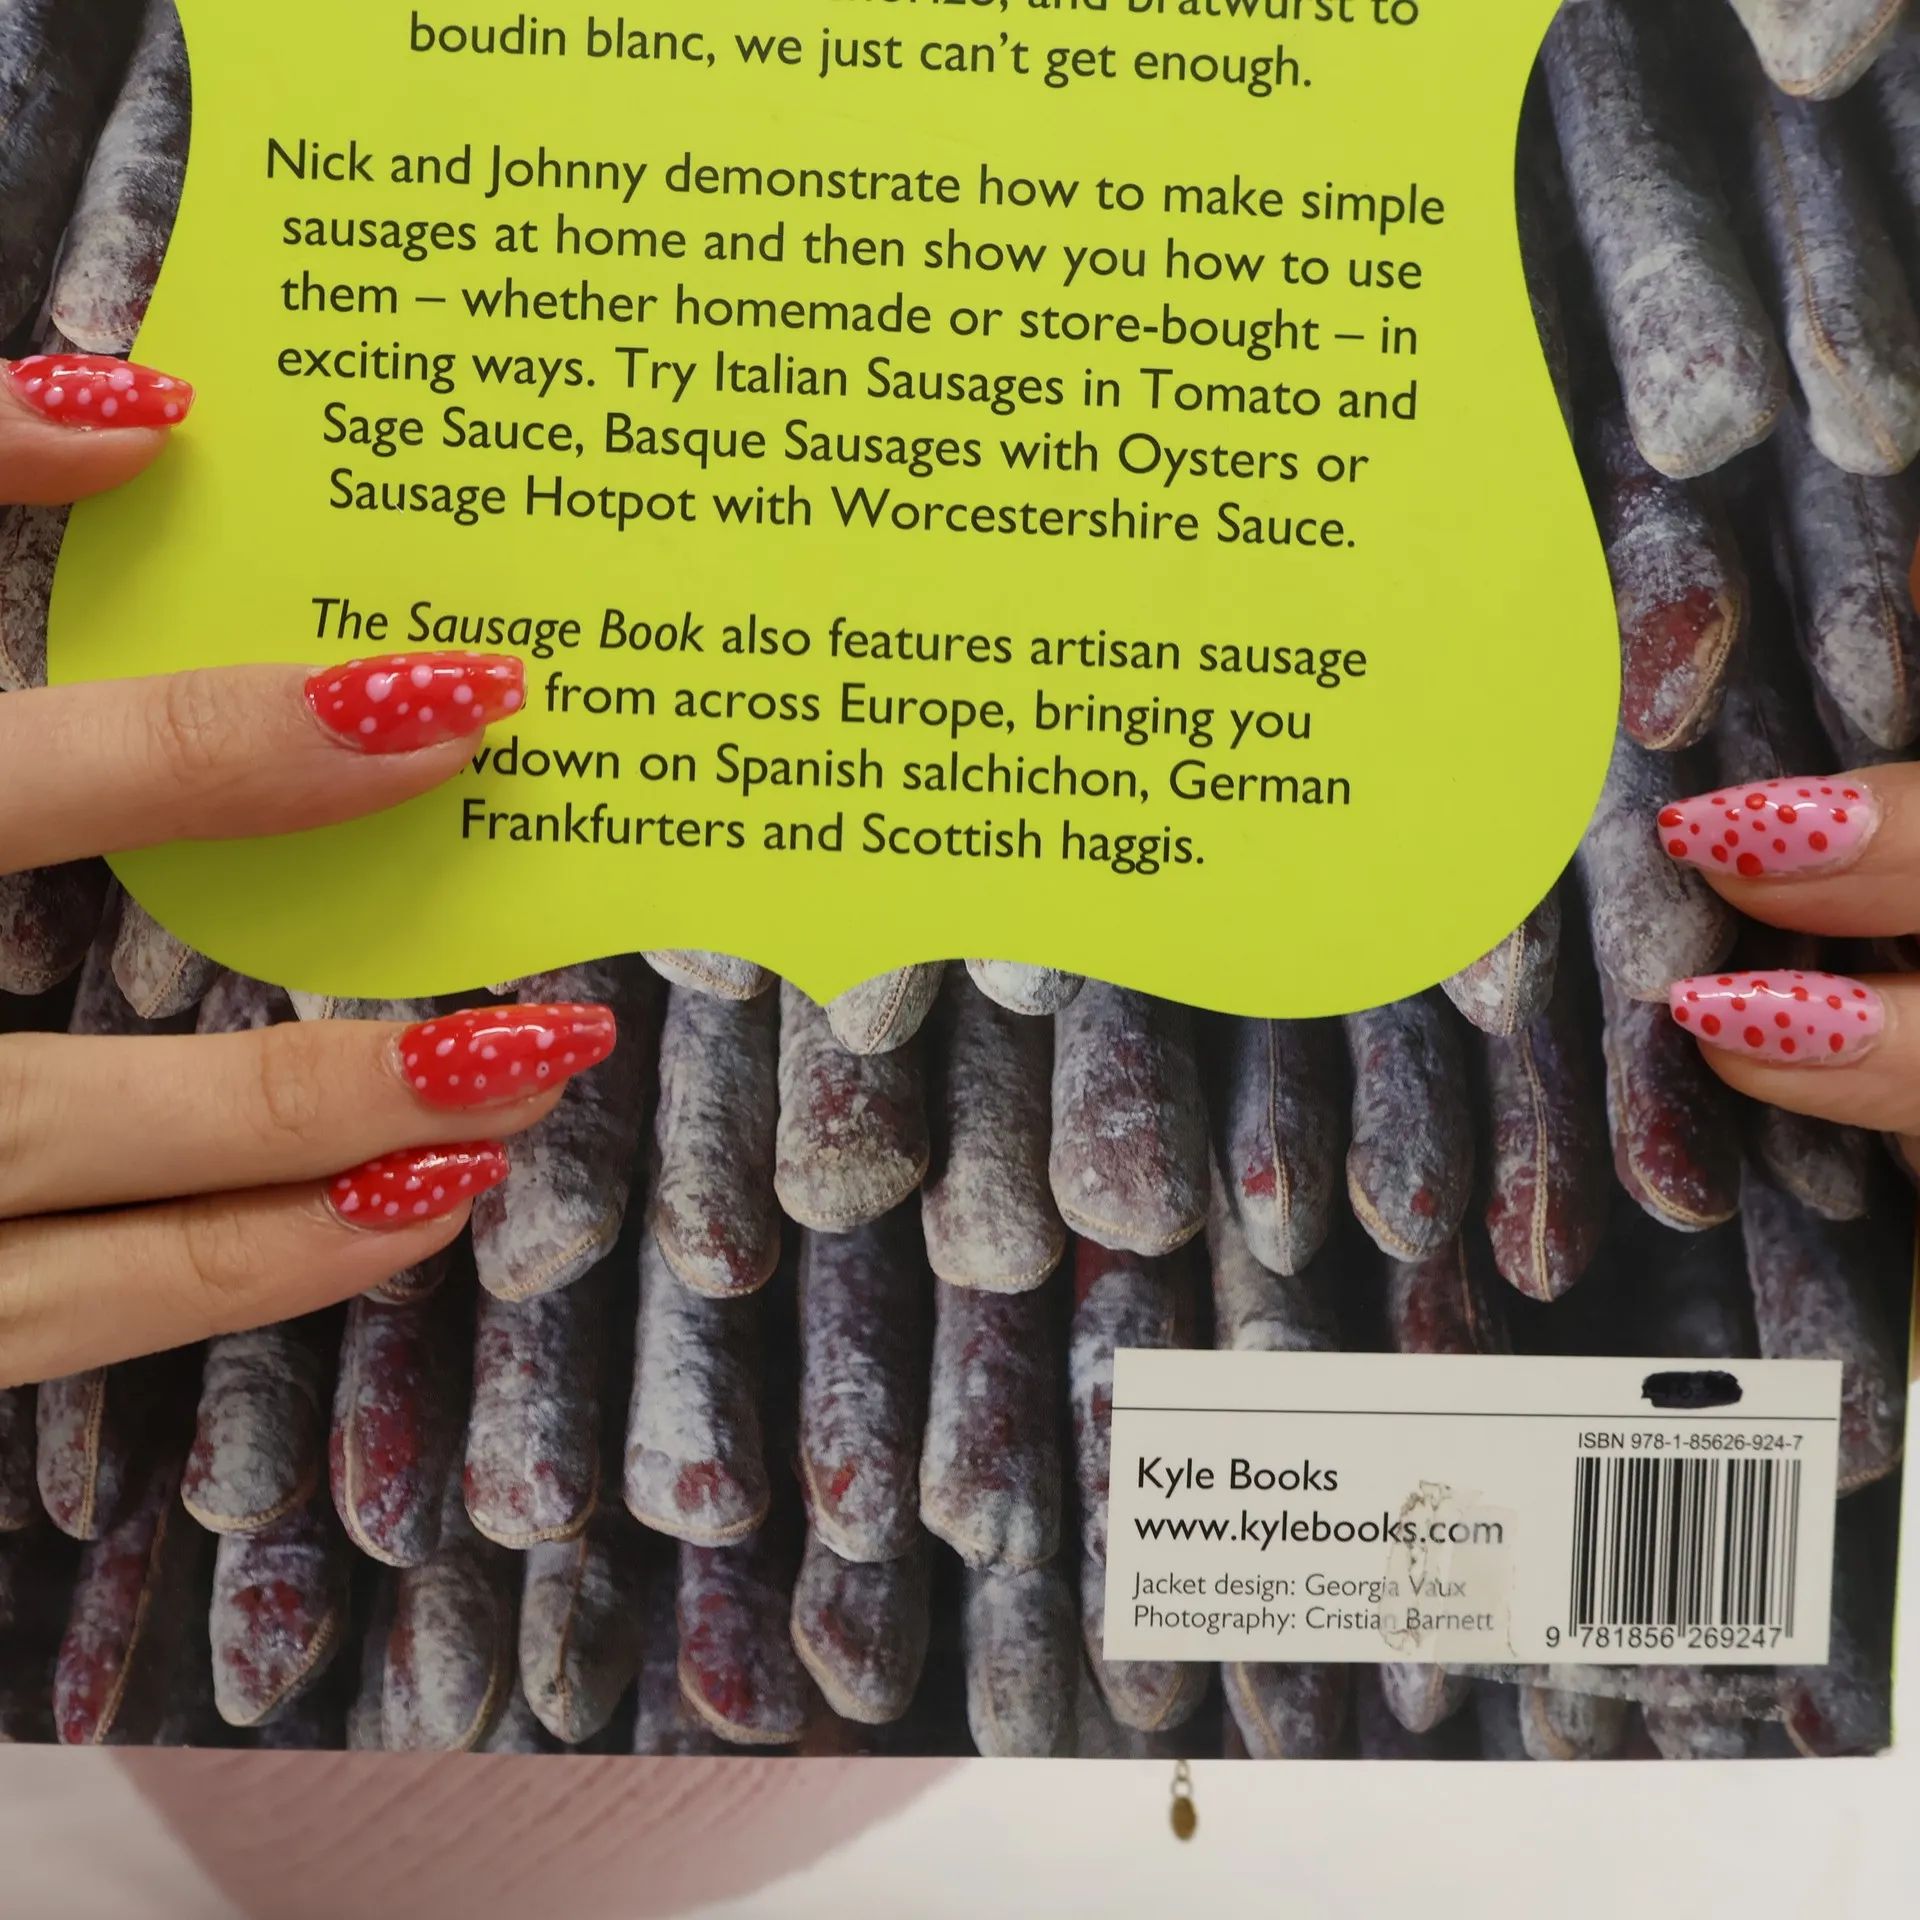 and bratwurst to
boudin blanc, we just can't get enough.
Nick and Johnny demonstrate how to make simple
sausages at home and then show you how to use
them – whether homemade or store-bought – in
exciting ways. Try Italian Sausages in Tomato and
Sage Sauce, Basque Sausages with Oysters or
Sausage Hotpot with Worcestershire Sauce.
The Sausage Book also features artisan sausage
from across Europe, bringing you
down on Spanish salchichon, German
Frankfurters and Scottish haggis.
ISBN 978-1-85626-924-7
Kyle Books
www.kylebooks.com
Jacket design: Georgia Vaux
Photography: Cristian Barnett
9 781856 269247